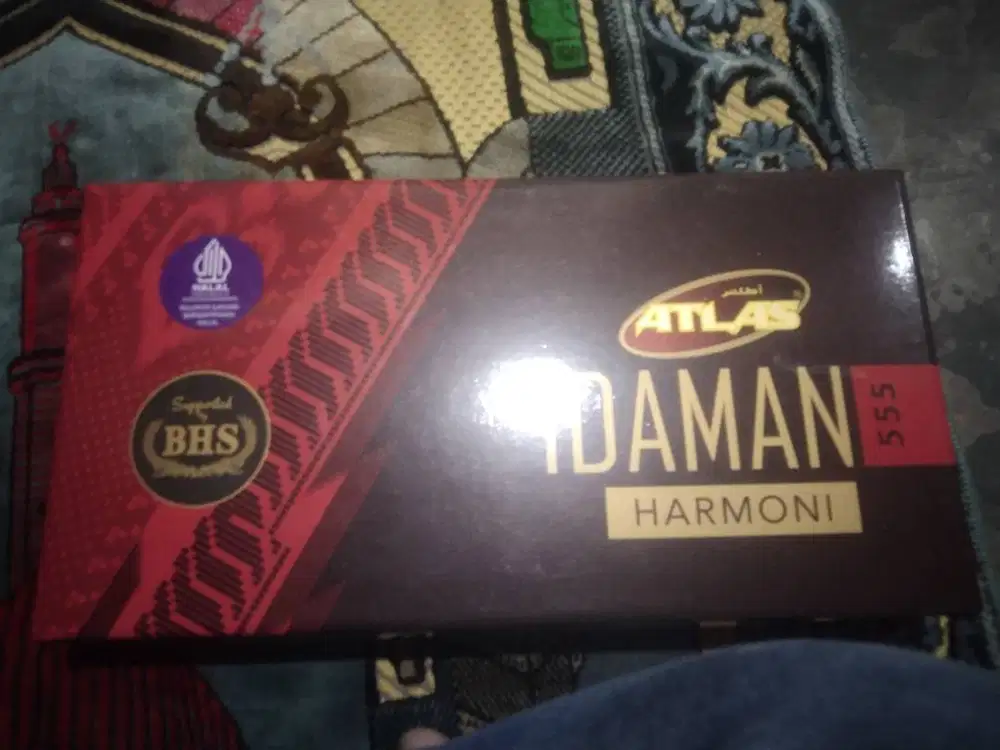 HALAL
Supported
by
BHS
أطلس
ATLAS
IDAMAN
555
HARMONI